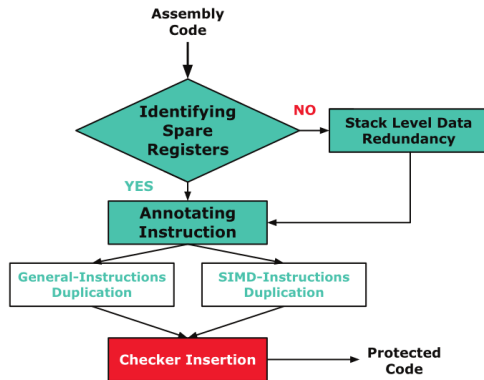 Assembly
Code
Identifying
Spare
Registers
NO
Stack Level Data
Redundancy
YES
Annotating
Instruction
General-Instructions
Duplication
SIMD-Instructions
Duplication
Checker Insertion
Protected
Code